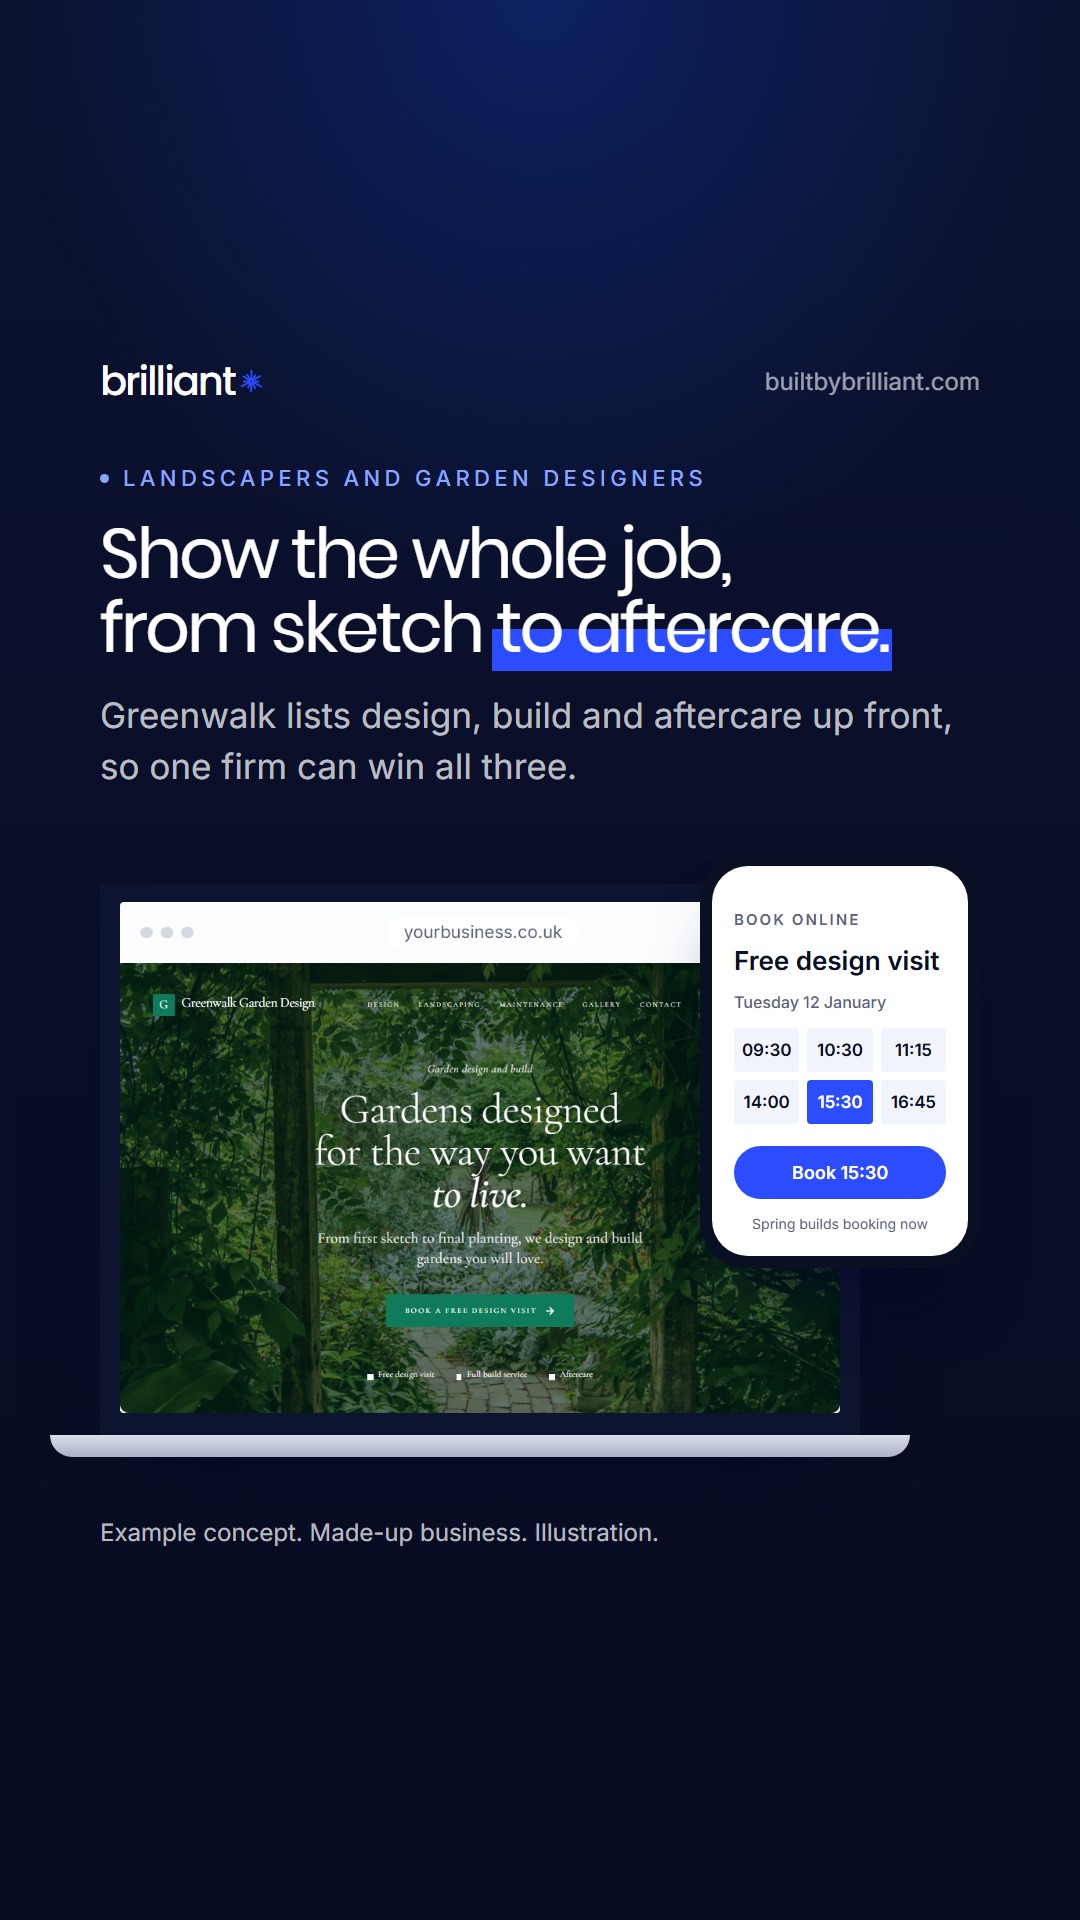 brilliant
builtbybrilliant.com
LANDSCAPERS AND GARDEN DESIGNERS
Show the whole job,
from sketch to aftercare.
Greenwalk lists design, build and aftercare up front,
so one firm can win all three.
yourbusiness.co.uk
G Greenwalk Garden Design
DESIGN LANDSCAPING MAINTENANCE GALLERY CONTACT
Garden design and build
Gardens designed
for the way you want
to live.
From first sketch to final planting, we design and build
gardens you will love.
BOOK A FREE DESIGN VISIT →
Free design visit Full build service Aftercare
BOOK ONLINE
Free design visit
Tuesday 12 January
09:30 10:30 11:15
14:00 15:30 16:45
Book 15:30
Spring builds booking now
Example concept. Made-up business. Illustration.